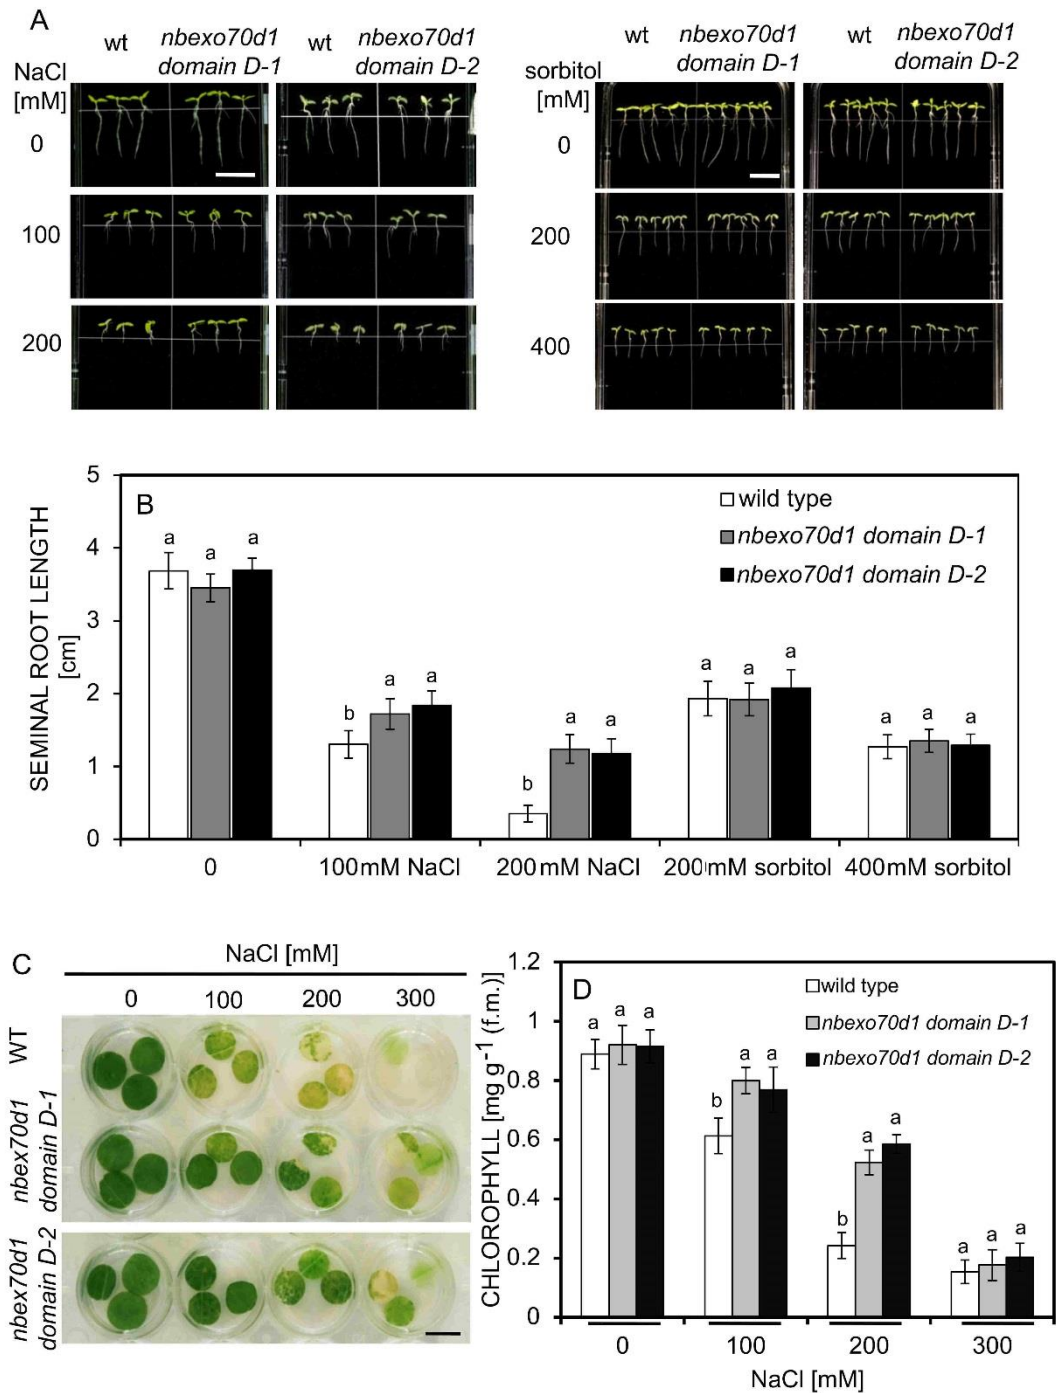 A
wt nbexo70d1 domain D-1 wt nbexo70d1 domain D-2
NaCl [mM]
0
100
200
wt nbexo70d1 domain D-1 wt nbexo70d1 domain D-2
sorbitol [mM]
0
200
400
B
SEMINAL ROOT LENGTH
[cm]
5
4
3
2
1
0
wild type
nbexo70d1 domain D-1
nbexo70d1 domain D-2
a a a
b a a
b a a
a a a
a a a
0 100mM NaCl 200mM NaCl 200mM sorbitol 400mM sorbitol
C
NaCl [mM]
0 100 200 300
WT
nbex70d1
domain D-1
nbex70d1
domain D-2
D
CHLOROPHYLL [mg g-1 (f.m.)]
1.2
1
0.8
0.6
0.4
0.2
0
wild type
nbexo70d1 domain D-1
nbexo70d1 domain D-2
a a a
b a a
b a a
a a a
0 100 200 300
NaCl [mM]